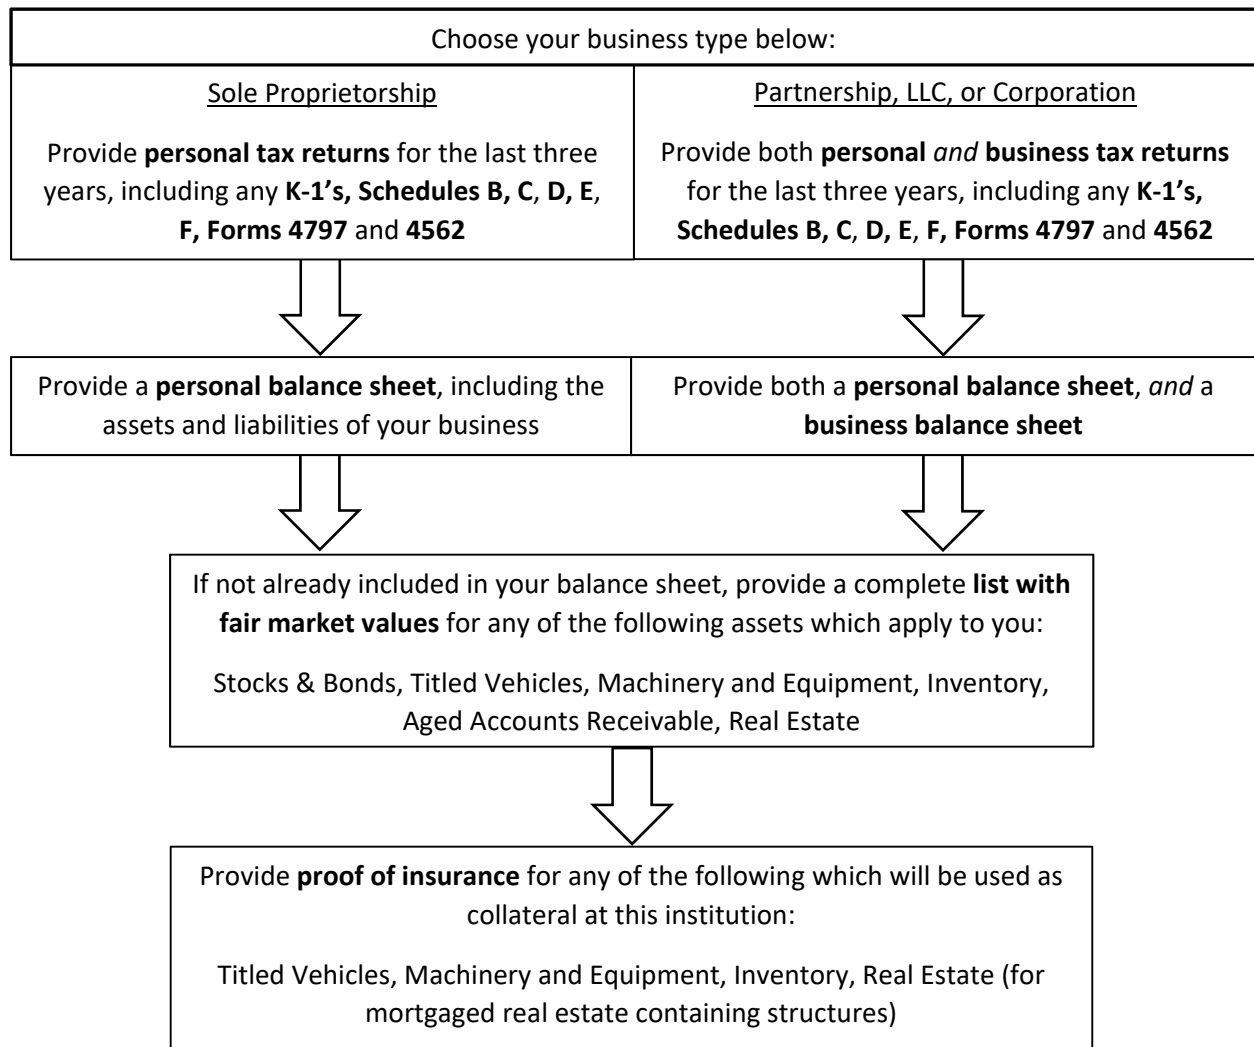 Choose your business type below:
Sole Proprietorship
Provide personal tax returns for the last three
years, including any K-1’s, Schedules B, C, D, E,
F, Forms 4797 and 4562
Partnership, LLC, or Corporation
Provide both personal and business tax returns
for the last three years, including any K-1’s,
Schedules B, C, D, E, F, Forms 4797 and 4562
Provide a personal balance sheet, including the
assets and liabilities of your business
Provide both a personal balance sheet, and a
business balance sheet
If not already included in your balance sheet, provide a complete list with
fair market values for any of the following assets which apply to you:
Stocks & Bonds, Titled Vehicles, Machinery and Equipment, Inventory,
Aged Accounts Receivable, Real Estate
Provide proof of insurance for any of the following which will be used as
collateral at this institution:
Titled Vehicles, Machinery and Equipment, Inventory, Real Estate (for
mortgaged real estate containing structures)